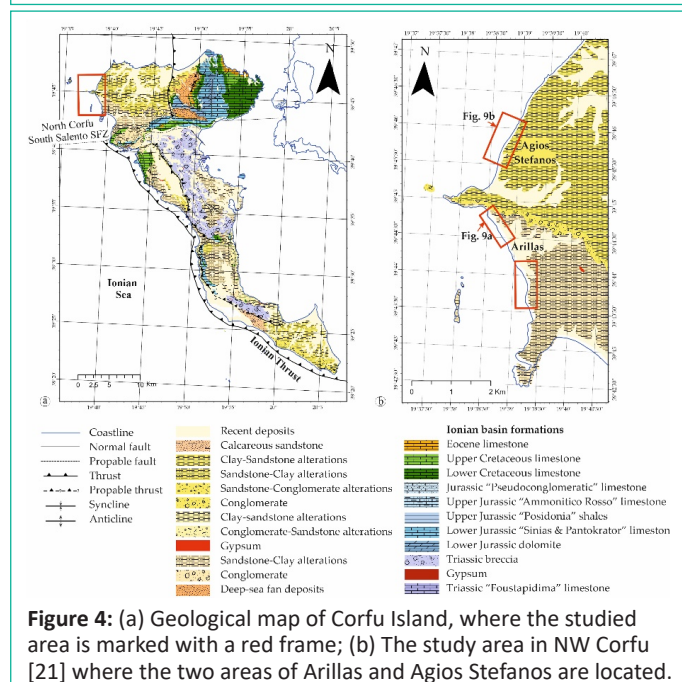 N
North Corfu
South Salento SFZ
Ionian
Sea
Ionian Thrust
0 2.5 5 10 Km
(a)
N
Fig. 9b
Agios
Stefanos
Fig. 9a
Arillas
0 1 2 Km
(b)
Coastline
Normal fault
Propable fault
Thrust
Propable thrust
Syncline
Anticline
Recent deposits
Calcareous sandstone
Clay-Sandstone alterations
Sandstone-Clay alterations
Sandstone-Conglomerate alterations
Conglomerate
Clay-sandstone alterations
Conglomerate-Sandstone alterations
Gypsum
Sandstone-Clay alterations
Conglomerate
Deep-sea fan deposits
Ionian basin formations
Eocene limestone
Upper Cretaceous limestone
Lower Cretaceous limestone
Jurassic "Pseudoconglomeratic" limestone
Upper Jurassic "Ammonitico Rosso" limestone
Upper Jurassic "Posidonia" shales
Lower Jurassic "Sinias & Pantokrator" limeston
Lower Jurassic dolomite
Triassic breccia
Gypsum
Triassic "Foustapidima" limestone
Figure 4: (a) Geological map of Corfu Island, where the studied
area is marked with a red frame; (b) The study area in NW Corfu
[21] where the two areas of Arillas and Agios Stefanos are located.